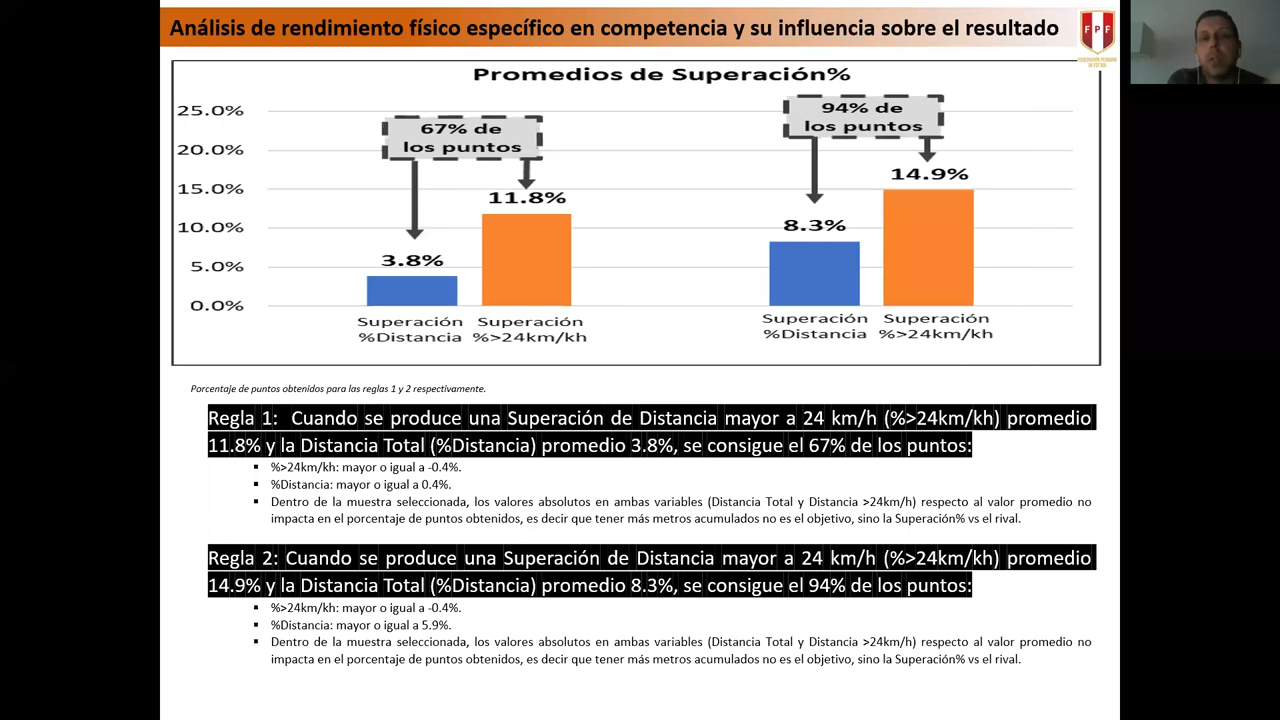 Análisis de rendimiento físico específico en competencia y su influencia sobre el resultado
FPF
FEDERACIÓN PERUANA
DE FÚTBOL
Promedios de Superación%
25.0%
20.0%
15.0%
10.0%
5.0%
0.0%
67% de
los puntos
94% de
los puntos
3.8%
11.8%
8.3%
14.9%
Superación
%Distancia
Superación
%>24km/kh
Superación
%Distancia
Superación
%>24km/kh
Porcentaje de puntos obtenidos para las reglas 1 y 2 respectivamente.
Regla 1: Cuando se produce una Superación de Distancia mayor a 24 km/h (%>24km/kh) promedio
11.8% y la Distancia Total (%Distancia) promedio 3.8%, se consigue el 67% de los puntos:
▪ %>24km/kh: mayor o igual a -0.4%.
▪ %Distancia: mayor o igual a 0.4%.
▪ Dentro de la muestra seleccionada, los valores absolutos en ambas variables (Distancia Total y Distancia >24km/h) respecto al valor promedio no
impacta en el porcentaje de puntos obtenidos, es decir que tener más metros acumulados no es el objetivo, sino la Superación% vs el rival.
Regla 2: Cuando se produce una Superación de Distancia mayor a 24 km/h (%>24km/kh) promedio
14.9% y la Distancia Total (%Distancia) promedio 8.3%, se consigue el 94% de los puntos:
▪ %>24km/kh: mayor o igual a -0.4%.
▪ %Distancia: mayor o igual a 5.9%.
▪ Dentro de la muestra seleccionada, los valores absolutos en ambas variables (Distancia Total y Distancia >24km/h) respecto al valor promedio no
impacta en el porcentaje de puntos obtenidos, es decir que tener más metros acumulados no es el objetivo, sino la Superación% vs el rival.